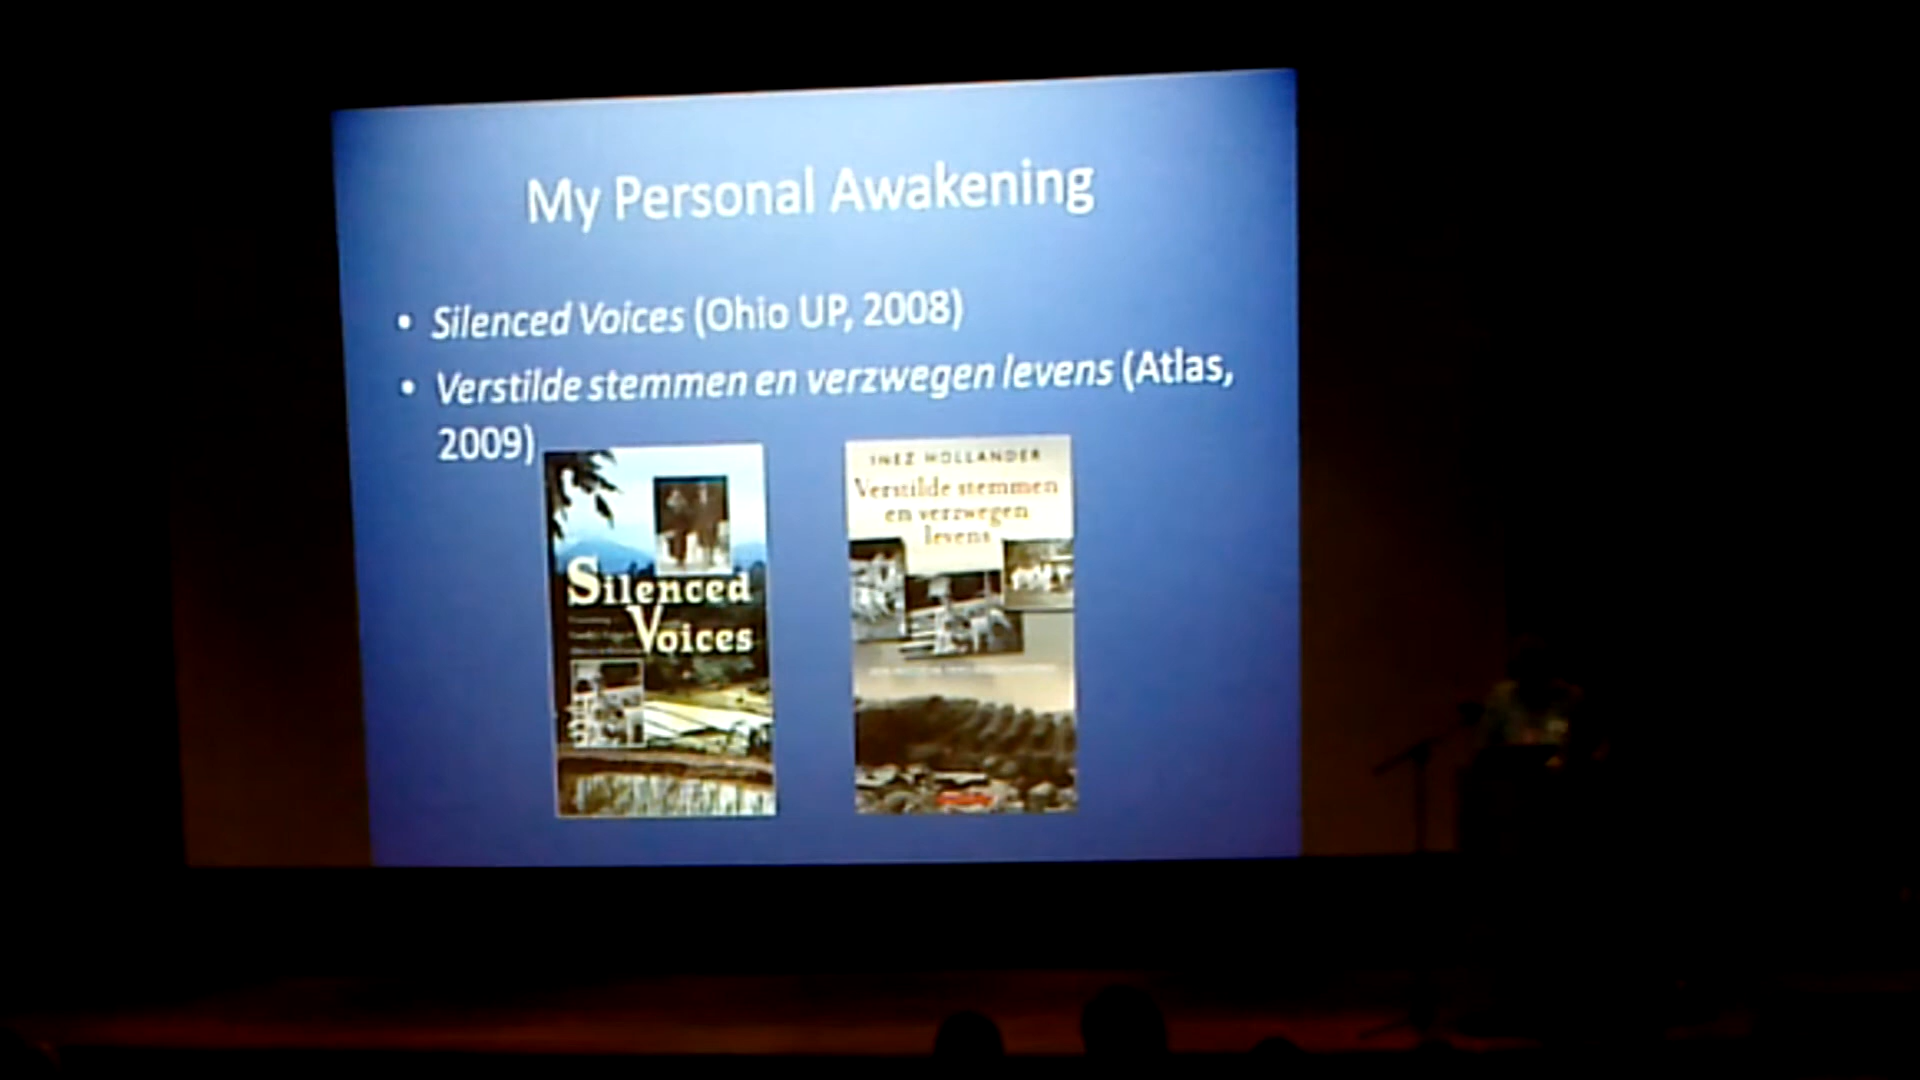 My Personal Awakening
• Silenced Voices (Ohio UP, 2008)
• Verstilde stemmen en verzwegen levens (Atlas,
2009)
Silenced
Voices
INEZ HOLLANDER
Verstilde stemmen
en verzwegen
levens